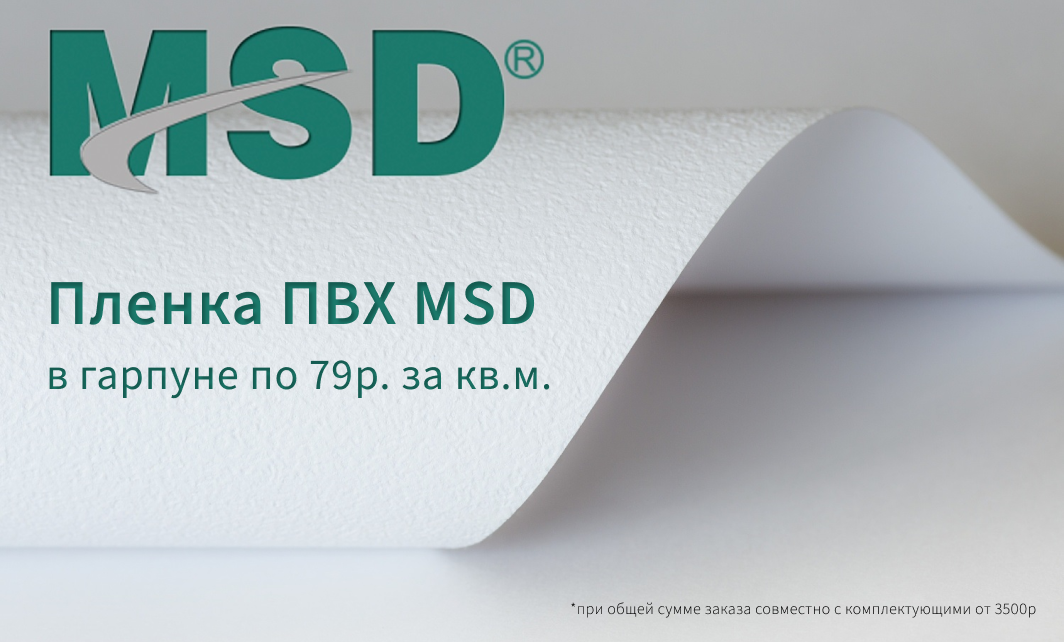 MSD®
Пленка ПВХ MSD
в гарпуне по 79р. за кв.м.
*при общей сумме заказа совместно с комплектующими от 3500р